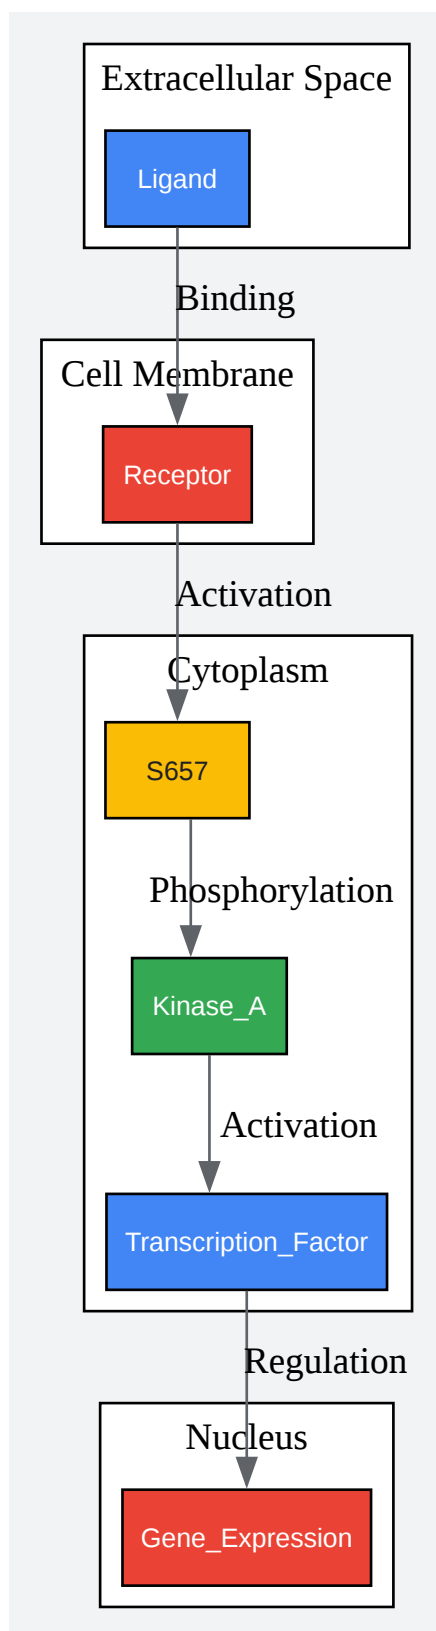 Extracellular Space
Ligand
Binding
Cell Membrane
Receptor
Activation
Cytoplasm
S657
Phosphorylation
Kinase_A
Activation
Transcription_Factor
Regulation
Nucleus
Gene_Expression